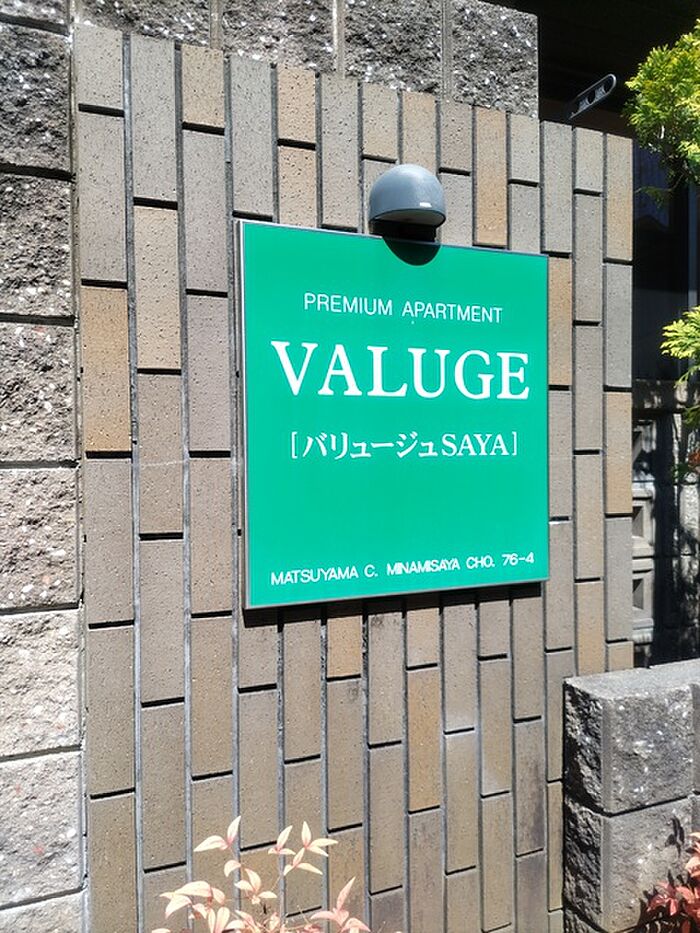 PREMIUM APARTMENT
VALUGE
[バリュージュSAYA]
MATSUYAMA C. MINAMISAYA CHO. 76-4